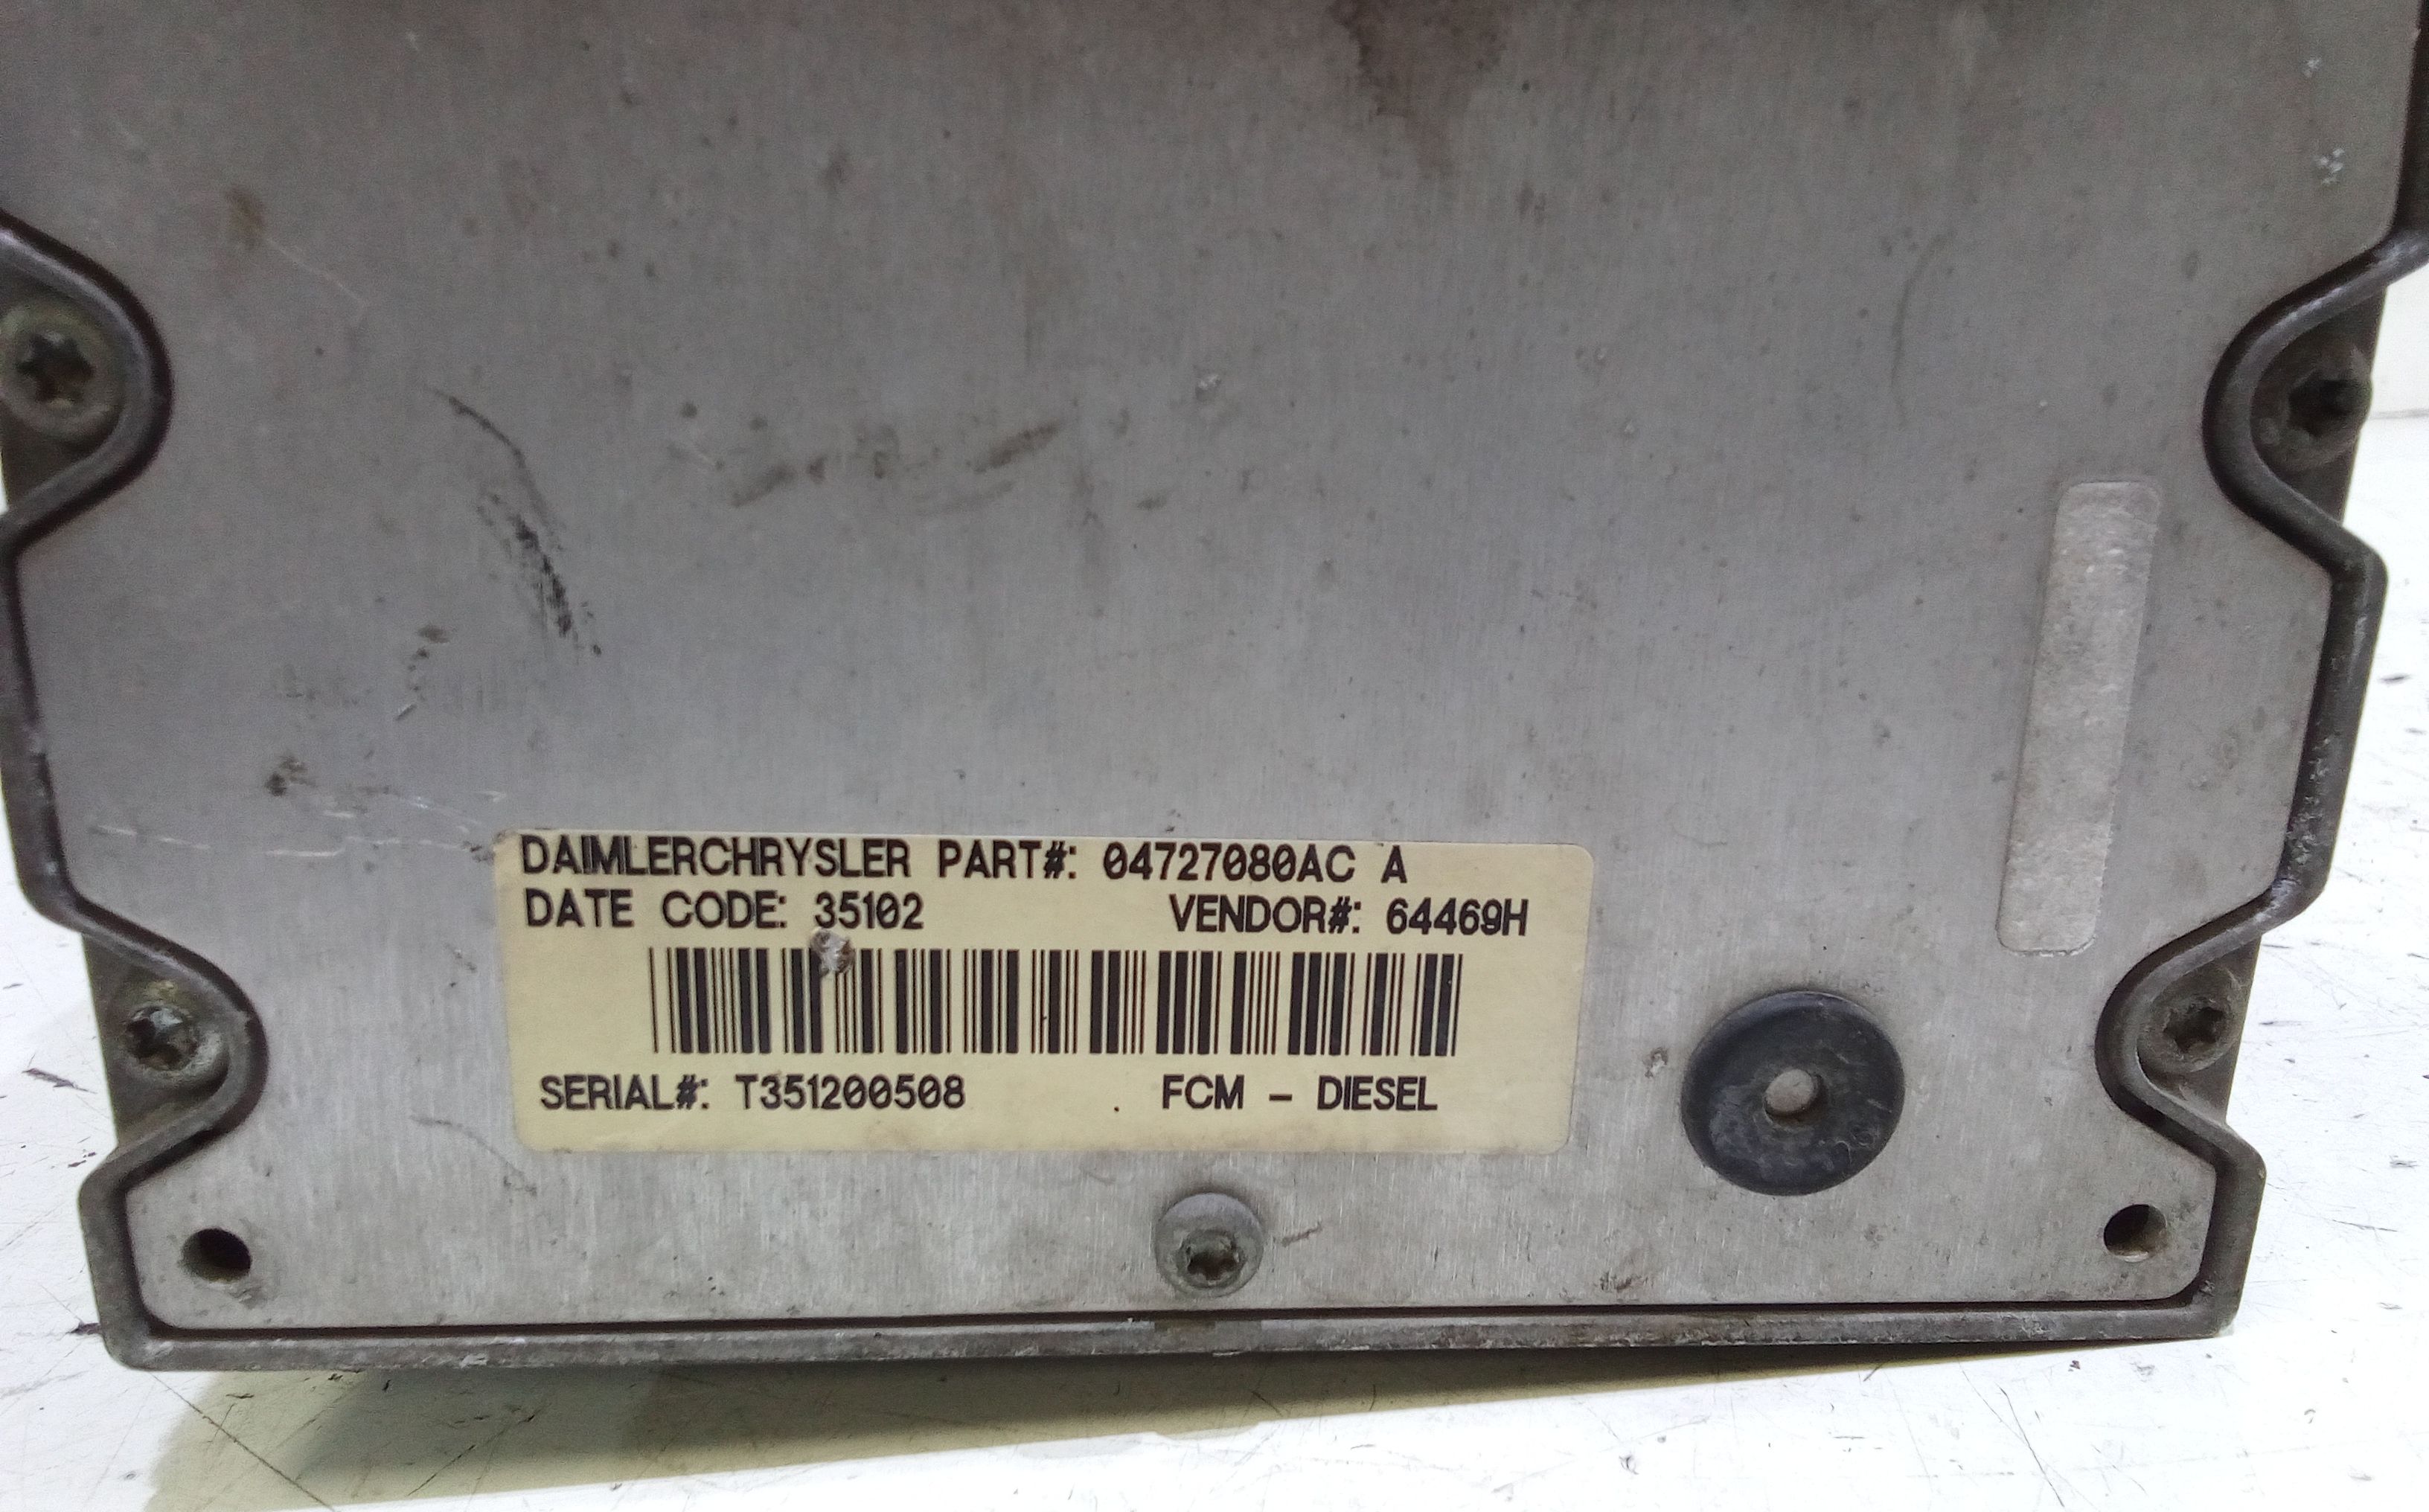 DAIMLERCHRYSLER PART#: 04727080AC A
DATE CODE: 35102 VENDOR#: 64469H
SERIAL#: T351200508 . FCM - DIESEL